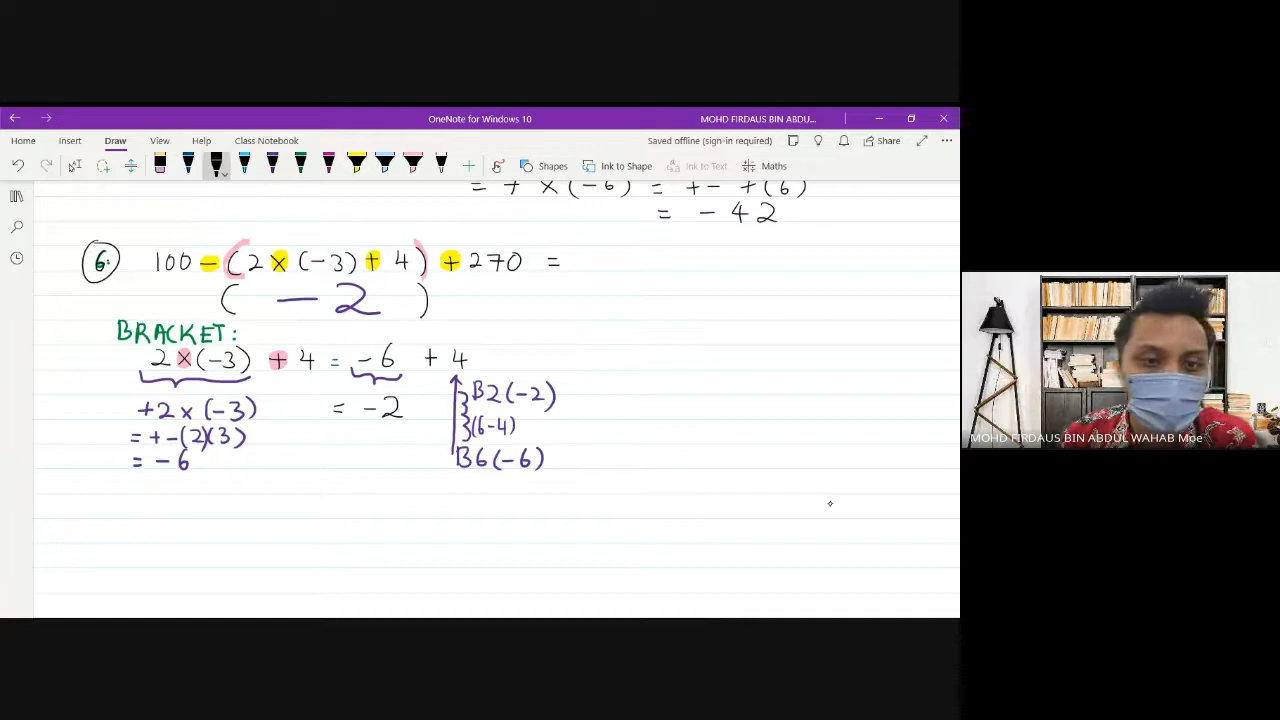 OneNote for Windows 10
MOHD FIRDAUS BIN ABDU...
Home Insert Draw View Help Class Notebook
Saved offline (sign-in required) Share
Shapes Ink to Shape Ink to Text Maths
= + × (-6) = + - +(6)
= - 42
6. 100 - (2 × (-3) + 4) + 270 =
( - 2 )
BRACKET:
2 × (-3) + 4 = -6 + 4
+2 × (-3) = -2 B2 (-2)
= + - (2)(3) (6-4)
= - 6 B6 (-6)
MOHD FIRDAUS BIN ABDUL WAHAB Moe